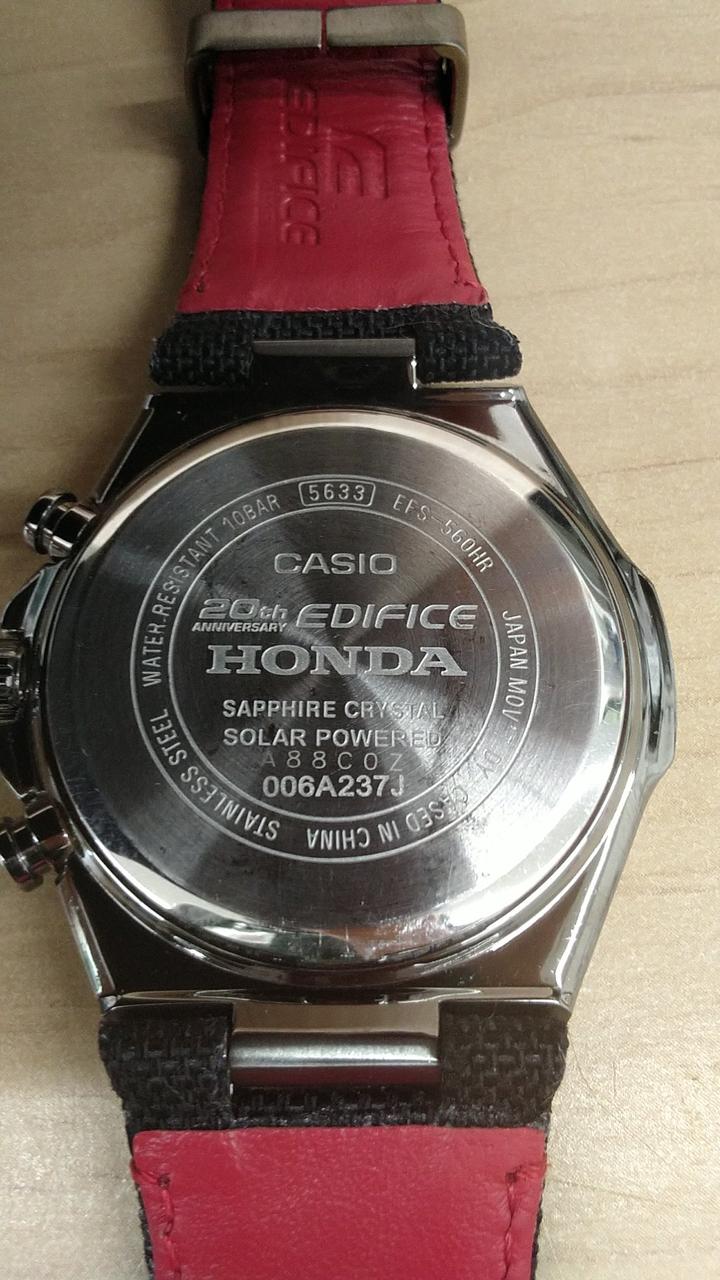 EDIFICE
WATER RESISTANT 10BAR 5633 EFS-560HR
JAPAN MOV'T DY CASED IN CHINA
STAINLESS STEEL
CASIO
20th ANNIVERSARY EDIFICE
HONDA
SAPPHIRE CRYSTAL
SOLAR POWERED
A88C0Z
006A237J